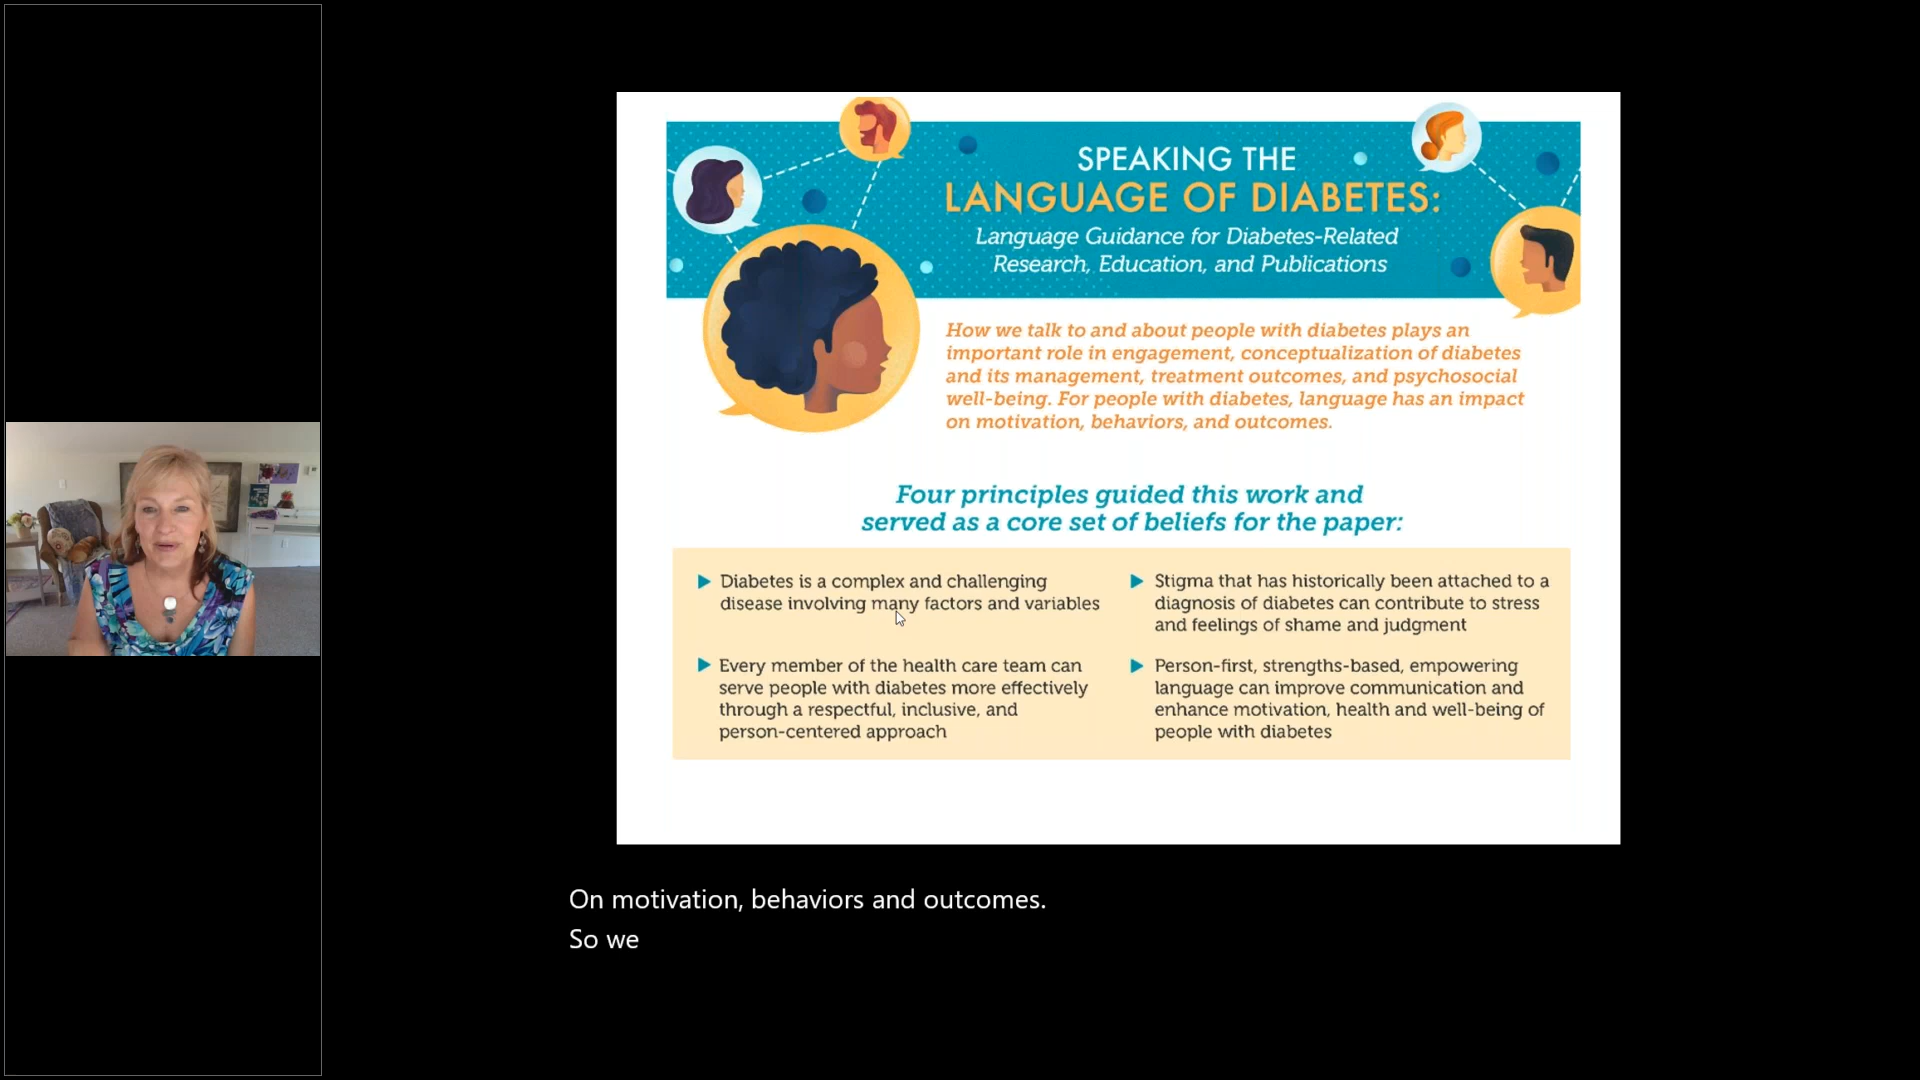 SPEAKING THE
LANGUAGE OF DIABETES:
Language Guidance for Diabetes-Related
Research, Education, and Publications
How we talk to and about people with diabetes plays an
important role in engagement, conceptualization of diabetes
and its management, treatment outcomes, and psychosocial
well-being. For people with diabetes, language has an impact
on motivation, behaviors, and outcomes.
Four principles guided this work and
served as a core set of beliefs for the paper:
Diabetes is a complex and challenging
disease involving many factors and variables
Every member of the health care team can
serve people with diabetes more effectively
through a respectful, inclusive, and
person-centered approach
Stigma that has historically been attached to a
diagnosis of diabetes can contribute to stress
and feelings of shame and judgment
Person-first, strengths-based, empowering
language can improve communication and
enhance motivation, health and well-being of
people with diabetes
On motivation, behaviors and outcomes.
So we